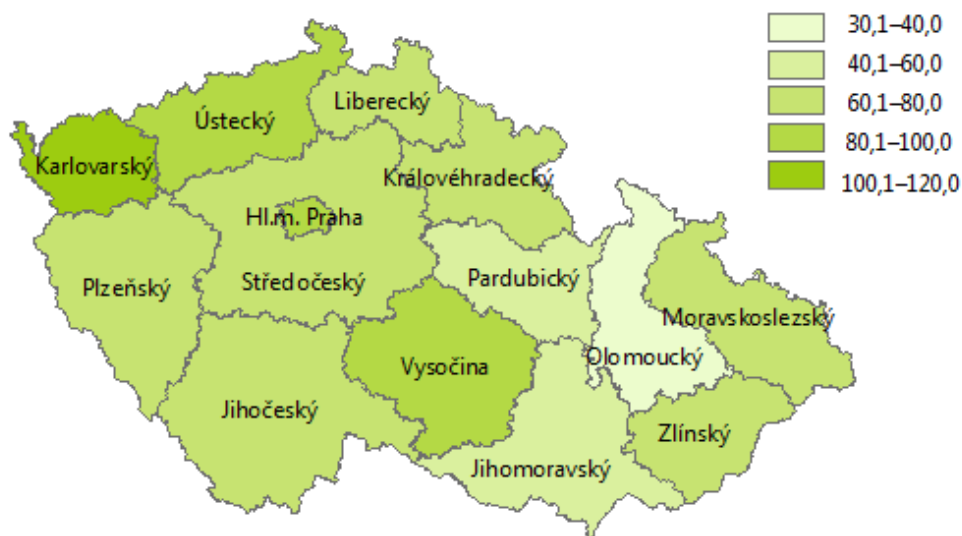 30,1–40,0
40,1–60,0
60,1–80,0
80,1–100,0
100,1–120,0
Liberecký
Ústecký
Karlovarský
Královéhradecký
Hl.m. Praha
Středočeský
Pardubický
Plzeňský
Moravskoslezský
Olomoucký
Vysočina
Jihočeský
Zlínský
Jihomoravský